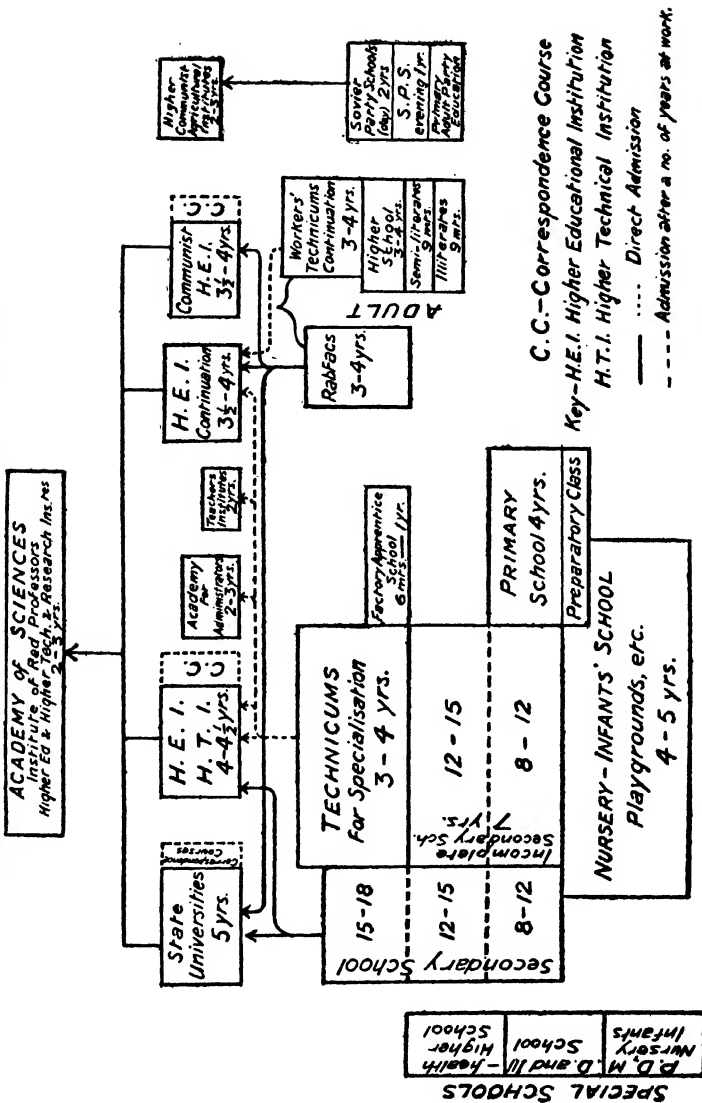 ACADEMY OF SCIENCES
Institute of Red Professors
Higher Ed & Higher Tech. & Research Ins.res
2-3 yrs.
State
Universities
5 yrs.
Correspondence
Courses
H. E. I.
H. T. I.
4-4½ yrs.
C.C.
Academy
For
Administrators
2-3 yrs.
Teachers
Institutes
2 yrs.
H. E. I.
Continuation
3½-4 yrs.
Communist
H. E. I.
3½-4 yrs.
C.C.
Higher
Communist
Agricultural
Institutes
2-3 yrs.
Secondary School
15-18
12-15
8-12
TECHNICUMS
For Specialisation
3-4 yrs.
Incomplete
Secondary Sch.
7 yrs.
12-15
8-12
Factory Apprentice
School
6 mts.—1 yr.
PRIMARY
School 4 yrs.
Preparatory Class
NURSERY-INFANTS' SCHOOL
Playgrounds, etc.
4-5 yrs.
RabFacs
3-4 yrs.
ADULT
Workers'
Technicums
Continuation
3-4 yrs.
Higher
School
3-4 yrs.
Semi-literates
9 mts.
Illiterates
9 mts.
Soviet
Party Schools
(day) 2 yrs
S.P.S.
evening 1 yr.
Primary
Adult Party
Education
SPECIAL SCHOOLS
P. D, M. D. and Ill-health
Nursery
Infants
School
Higher
School
C.C.-Correspondence Course
Key-H.E.I. Higher Educational Institution
H.T.I. Higher Technical Institution
Direct Admission
Admission after a no. of years at work.